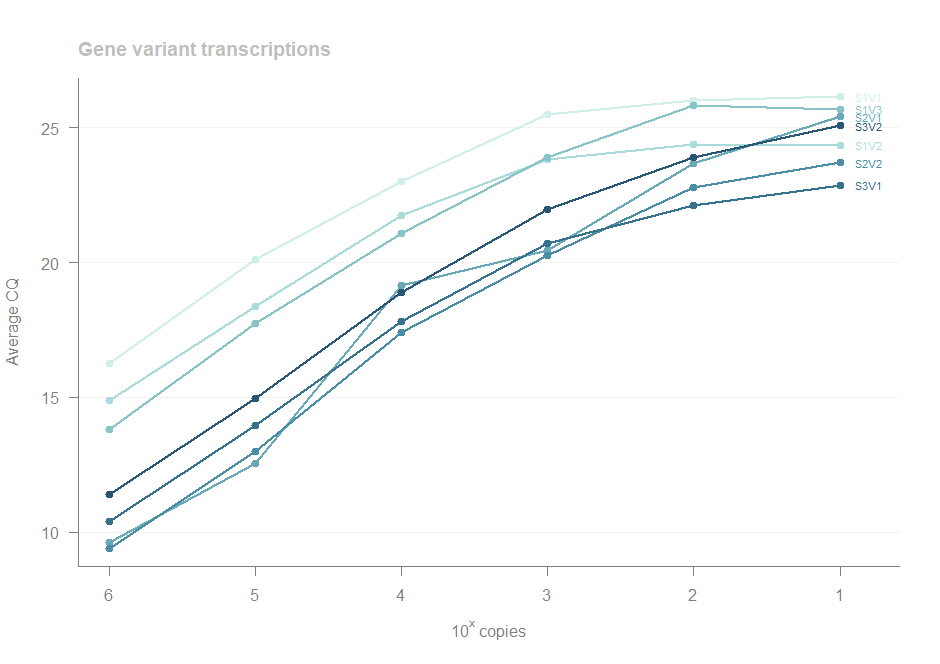 Gene variant transcriptions
Average CQ
25
20
15
10
S1V1
S1V3
S2V1
S3V2
S1V2
S2V2
S3V1
6 5 4 3 2 1
10^x copies